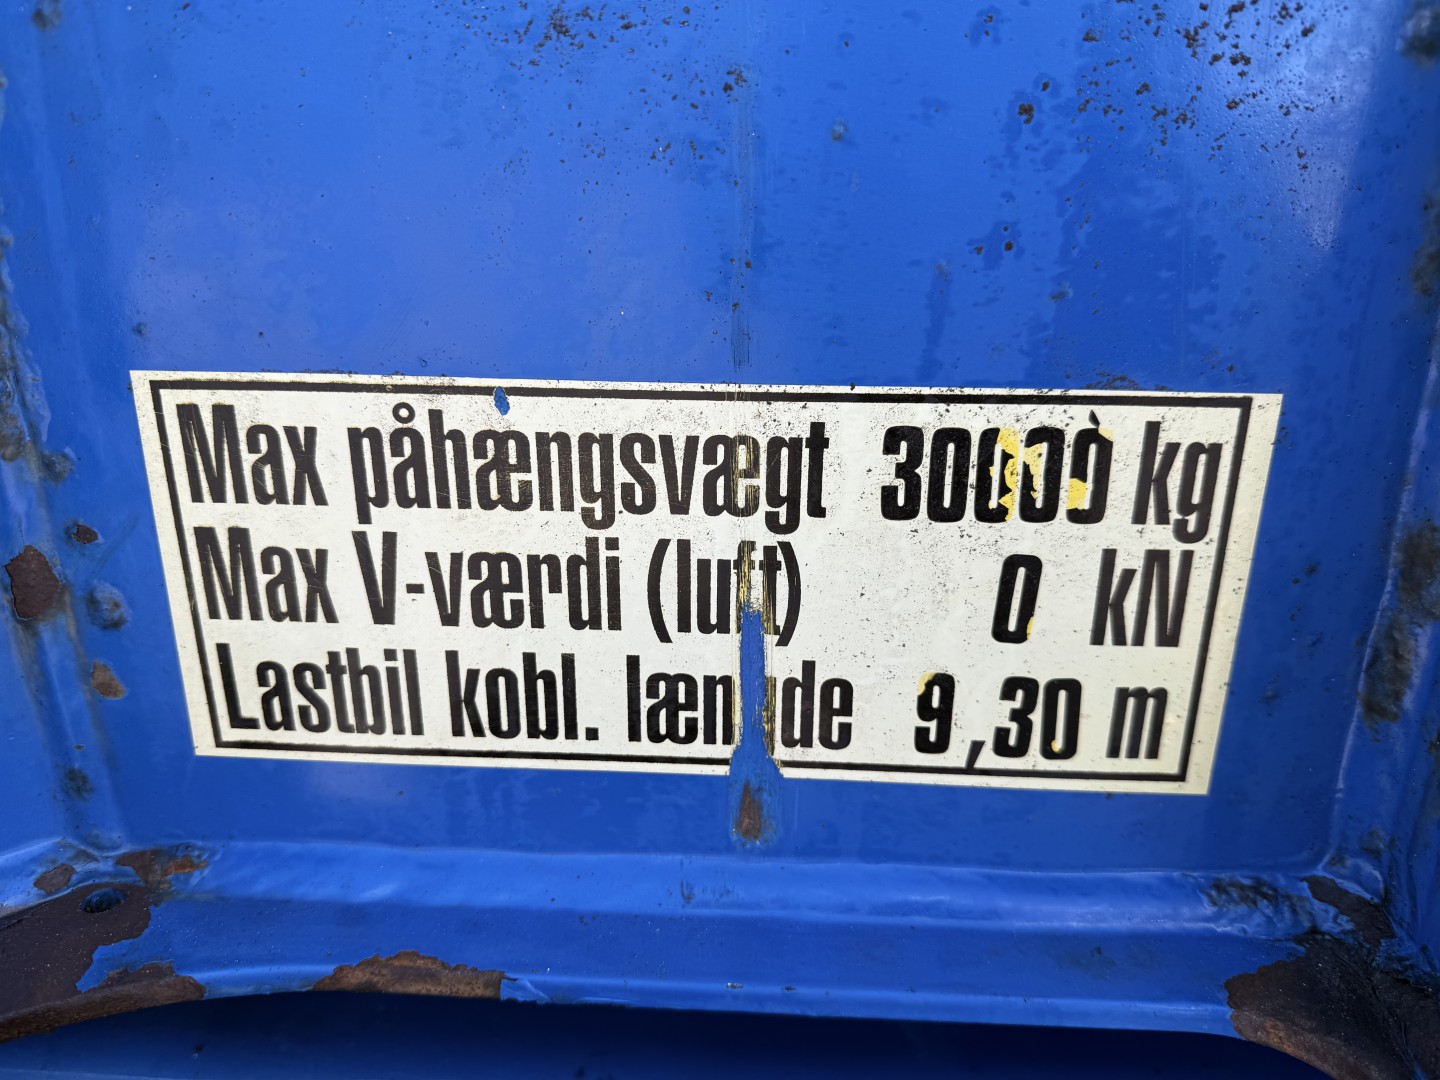 Max påhængsvægt 30000 kg
Max V-værdi (luft) 0 kN
Lastbil kobl. længde 9,30 m